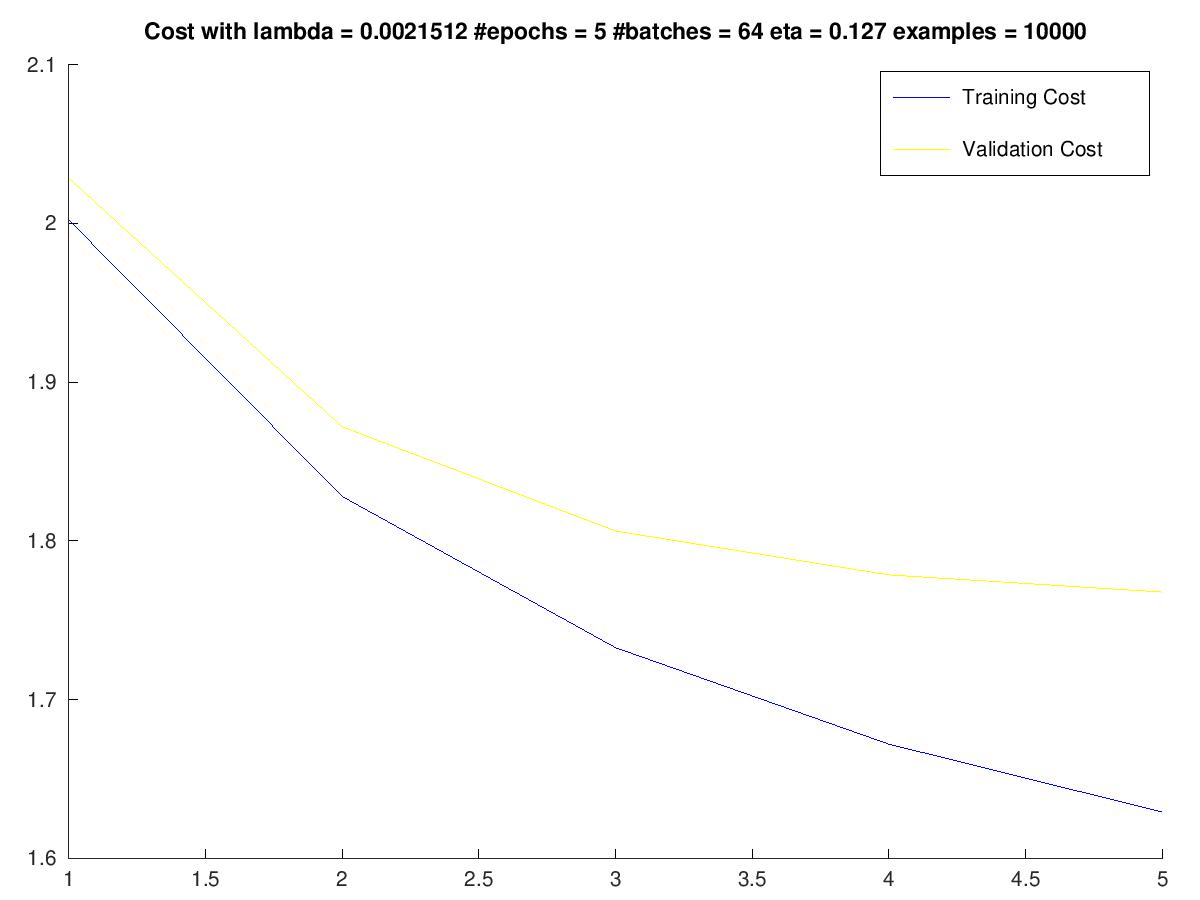 Cost with lambda = 0.0021512 #epochs = 5 #batches = 64 eta = 0.127 examples = 10000
2.1
Training Cost
Validation Cost
2
1.9
1.8
1.7
1.6
1 1.5 2 2.5 3 3.5 4 4.5 5